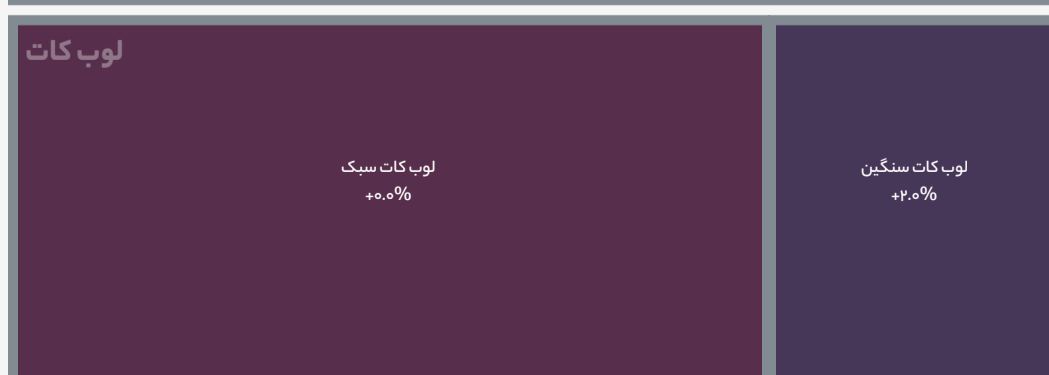 لوب کات
لوب کات سبک
+۰.۰%
لوب کات سنگین
+۲.۰%